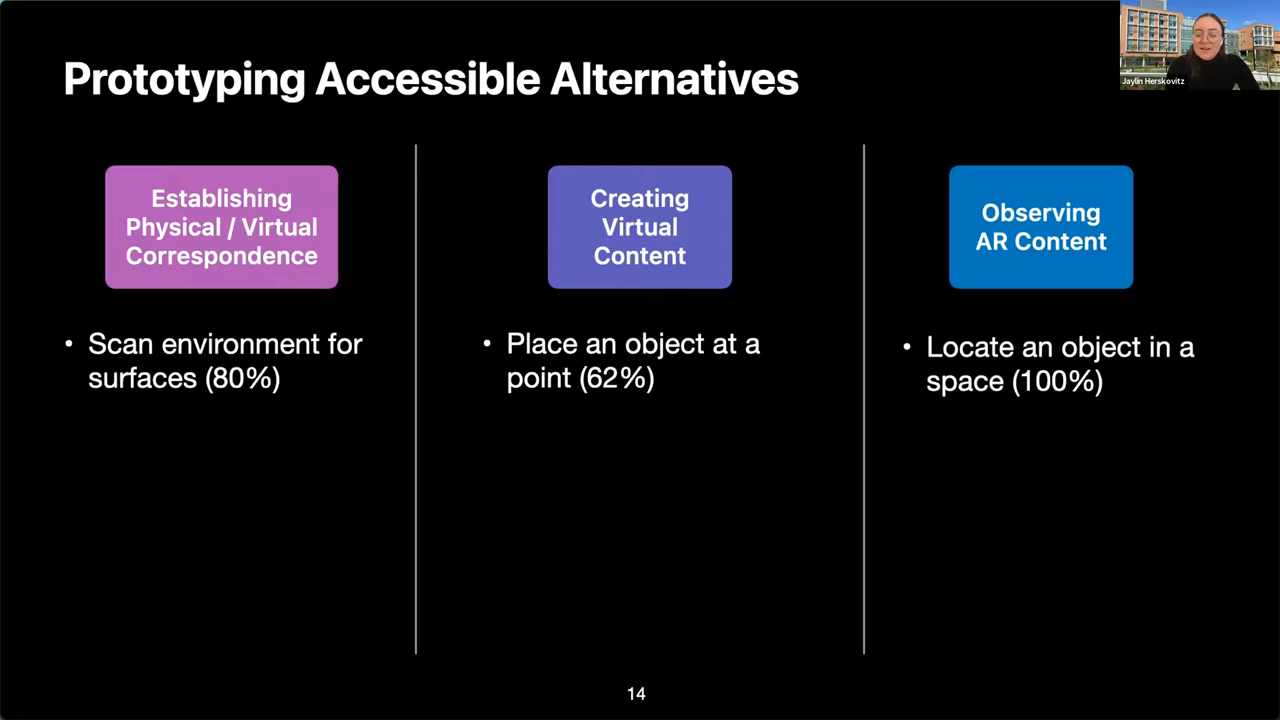 Prototyping Accessible Alternatives
Jaylin Herskovitz
Establishing
Physical / Virtual
Correspondence
• Scan environment for
surfaces (80%)
Creating
Virtual
Content
• Place an object at a
point (62%)
Observing
AR Content
• Locate an object in a
space (100%)
14